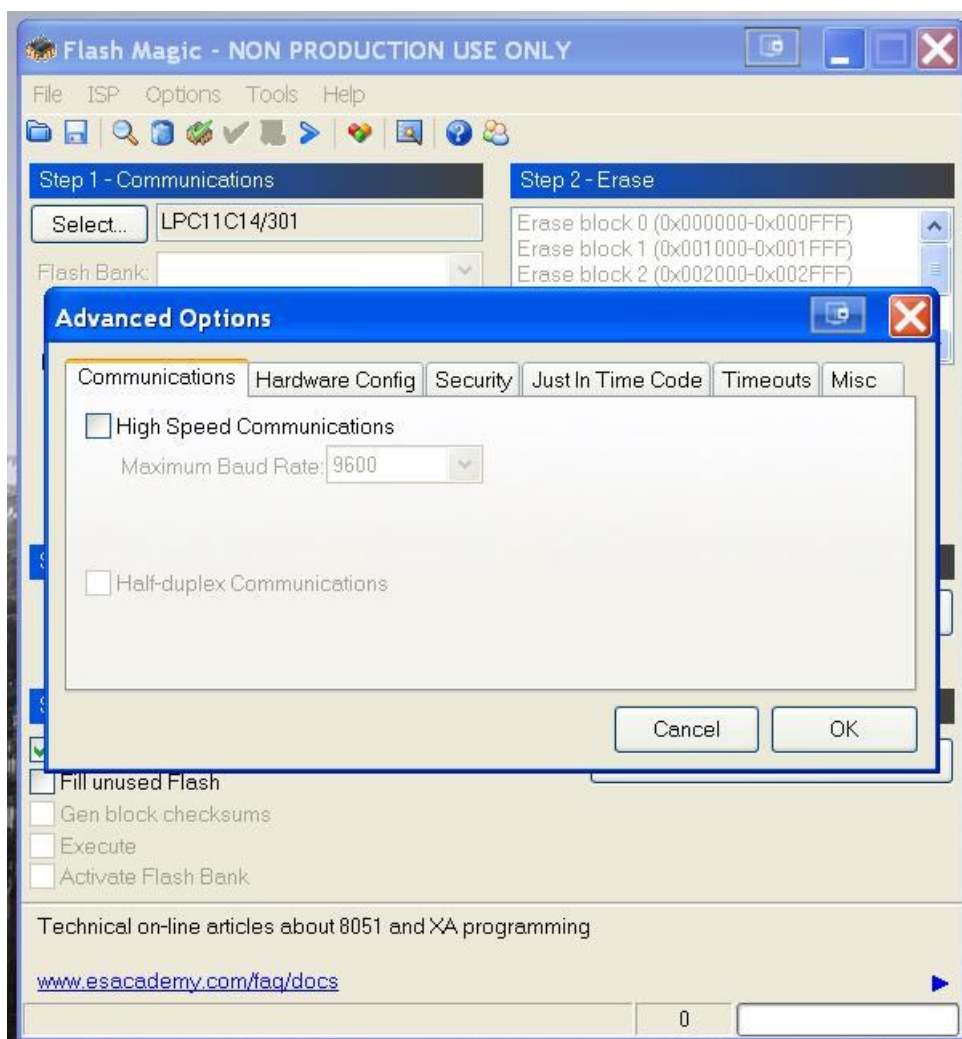 Flash Magic - NON PRODUCTION USE ONLY
File ISP Options Tools Help
Step 1 - Communications
Step 2 - Erase
Select...
LPC11C14/301
Erase block 0 (0x000000-0x000FFF)
Erase block 1 (0x001000-0x001FFF)
Flash Bank:
Erase block 2 (0x002000-0x002FFF)
Advanced Options
Communications Hardware Config Security Just In Time Code Timeouts Misc
High Speed Communications
Maximum Baud Rate: 9600
Half-duplex Communications
Cancel OK
Fill unused Flash
Gen block checksums
Execute
Activate Flash Bank
Technical on-line articles about 8051 and XA programming
www.esacademy.com/faq/docs
0